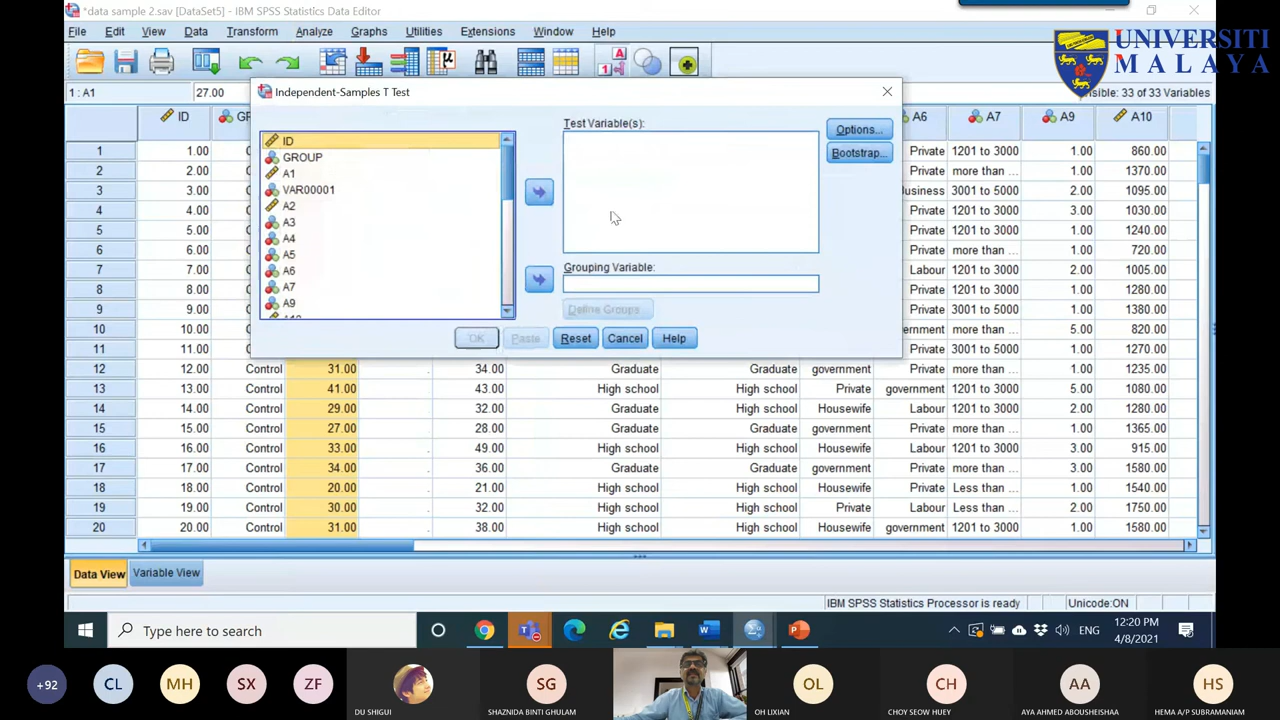 *data sample 2.sav [DataSet5] - IBM SPSS Statistics Data Editor
File Edit View Data Transform Analyze Graphs Utilities Extensions Window Help
UNIVERSITI
MALAYA
1 : A1 27.00 Visible: 33 of 33 Variables
Independent-Samples T Test
ID
GROUP
A1
VAR00001
A2
A3
A4
A5
A6
A7
A9
Test Variable(s):
Grouping Variable:
Define Groups...
Options...
Bootstrap...
OK Paste Reset Cancel Help
ID A6 A7 A9 A10
1 1.00 Private 1201 to 3000 1.00 860.00
2 2.00 Private more than ... 1.00 1370.00
3 3.00 Business 3001 to 5000 2.00 1095.00
4 4.00 Private 1201 to 3000 3.00 1030.00
5 5.00 Private 1201 to 3000 1.00 1240.00
6 6.00 Private more than ... 1.00 720.00
7 7.00 Labour 1201 to 3000 2.00 1005.00
8 8.00 Private 1201 to 3000 1.00 1040.00
9 9.00 Private 3001 to 5000 1.00 1380.00
10 10.00 government more than ... 5.00 820.00
11 11.00 Private 3001 to 5000 1.00 1270.00
12 12.00 Control 31.00 . 34.00 Graduate Graduate government Private more than ... 1.00 1235.00
13 13.00 Control 41.00 . 43.00 High school High school Private government 1201 to 3000 5.00 1080.00
14 14.00 Control 29.00 . 32.00 Graduate High school Housewife Labour 1201 to 3000 2.00 1280.00
15 15.00 Control 27.00 . 28.00 Graduate High school government Private more than ... 2.00 1365.00
16 16.00 Control 33.00 . 49.00 High school High school Housewife Labour 1201 to 3000 3.00 915.00
17 17.00 Control 34.00 . 36.00 Graduate Graduate government Private more than ... 3.00 1580.00
18 18.00 Control 20.00 . 21.00 High school High school Housewife Private Less than ... 1.00 1540.00
19 19.00 Control 30.00 . 32.00 High school High school Private Labour Less than ... 2.00 1750.00
20 20.00 Control 31.00 . 38.00 High school High school Housewife government 1201 to 3000 1.00 1580.00
Data View Variable View
IBM SPSS Statistics Processor is ready Unicode:ON
Type here to search
ENG
12:20 PM
4/8/2021
+92 CL MH SX ZF SG OL CH AA HS
DU SHIGUI SHAZNIDA BINTI GHULAM OH LIXIAN CHOY SEOW HUEY AYA AHMED ABOUSHEISHAA HEMA A/P SUBRAMANIAM